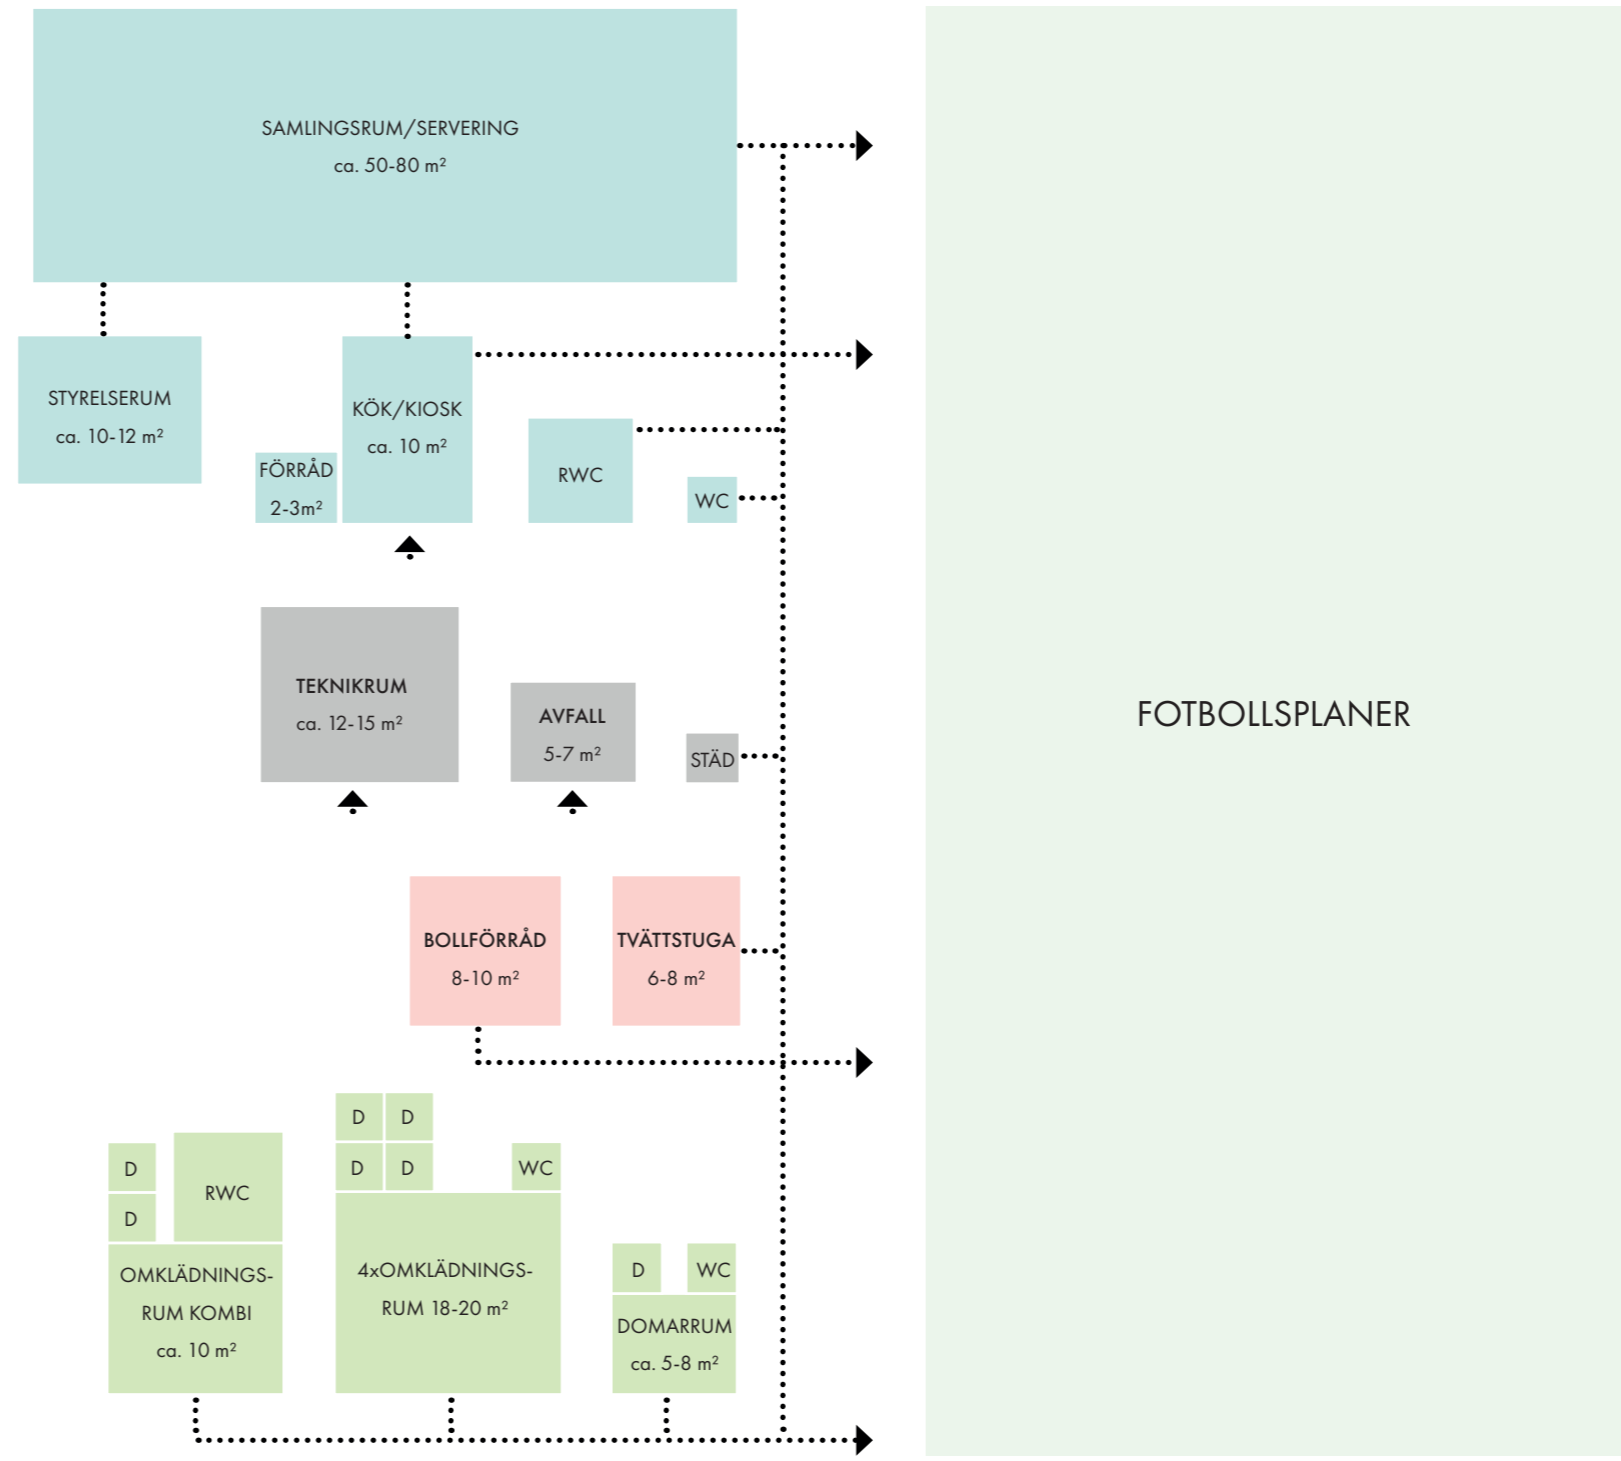 SAMLINGSRUM/SERVERING
ca. 50-80 m²
STYRELSERUM
ca. 10-12 m²
FÖRRÅD
2-3m²
KÖK/KIOSK
ca. 10 m²
RWC
WC
TEKNIKRUM
ca. 12-15 m²
AVFALL
5-7 m²
STÄD
FOTBOLLSPLANER
BOLLFÖRRÅD
8-10 m²
TVÄTTSTUGA
6-8 m²
D
D
RWC
OMKLÄDNINGS-
RUM KOMBI
ca. 10 m²
D D
D D
WC
4xOMKLÄDNINGS-
RUM 18-20 m²
D
WC
DOMARRUM
ca. 5-8 m²